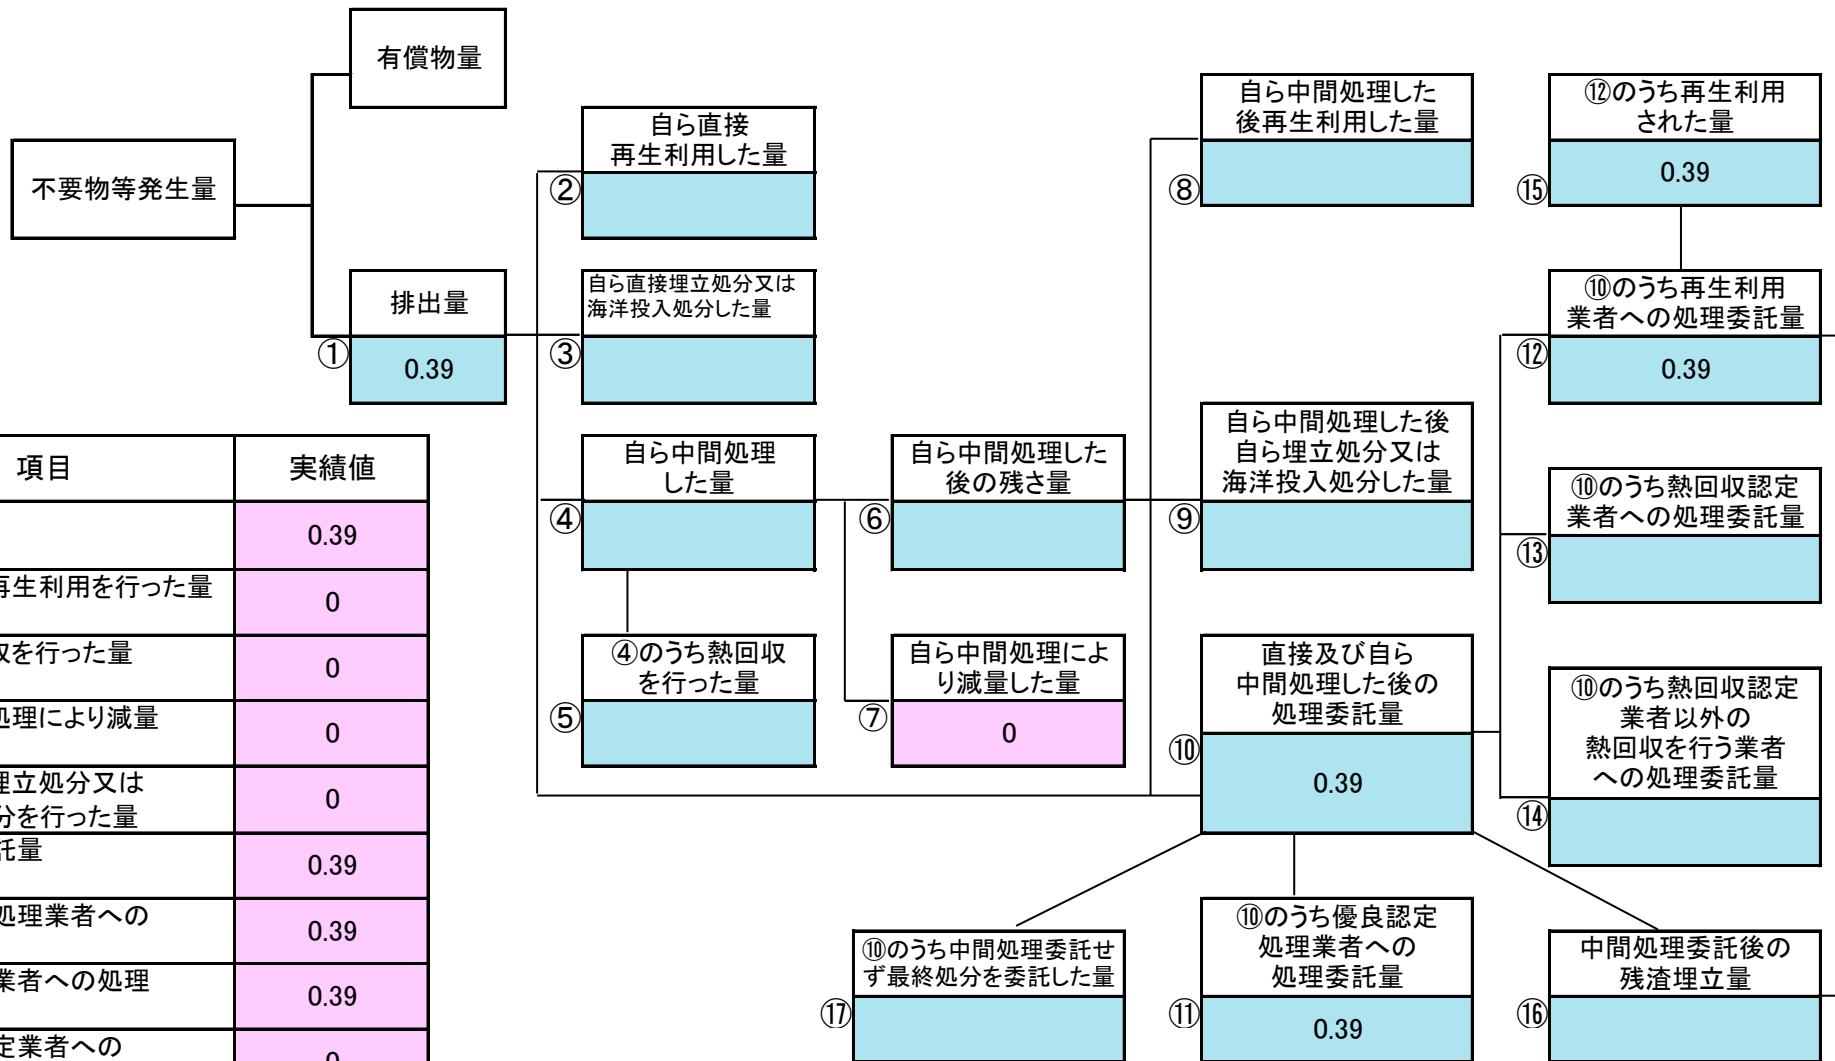 有償物量
不要物等発生量
排出量
①
0.39
自ら直接
再生利用した量
②
自ら直接埋立処分又は
海洋投入処分した量
③
自ら中間処理
した量
④
④のうち熱回収
を行った量
⑤
自ら中間処理した
後の残さ量
⑥
自ら中間処理によ
り減量した量
⑦
0
自ら中間処理した
後再生利用した量
⑧
自ら中間処理した後
自ら埋立処分又は
海洋投入処分した量
⑨
直接及び自ら
中間処理した後の
処理委託量
⑩
0.39
⑫のうち再生利用
された量
0.39
⑮
⑩のうち再生利用
業者への処理委託量
⑫
0.39
⑩のうち熱回収認定
業者への処理委託量
⑬
⑩のうち熱回収認定
業者以外の
熱回収を行う業者
への処理委託量
⑭
⑩のうち中間処理委託せ
ず最終処分を委託した量
⑰
⑩のうち優良認定
処理業者への
処理委託量
⑪
0.39
中間処理委託後の
残渣埋立量
⑯
項目 実績値
0.39
再生利用を行った量
0
を行った量
0
処理により減量
0
埋立処分又は
分を行った量
0
託量
0.39
処理業者への
0.39
業者への処理
0.39
定業者への
0